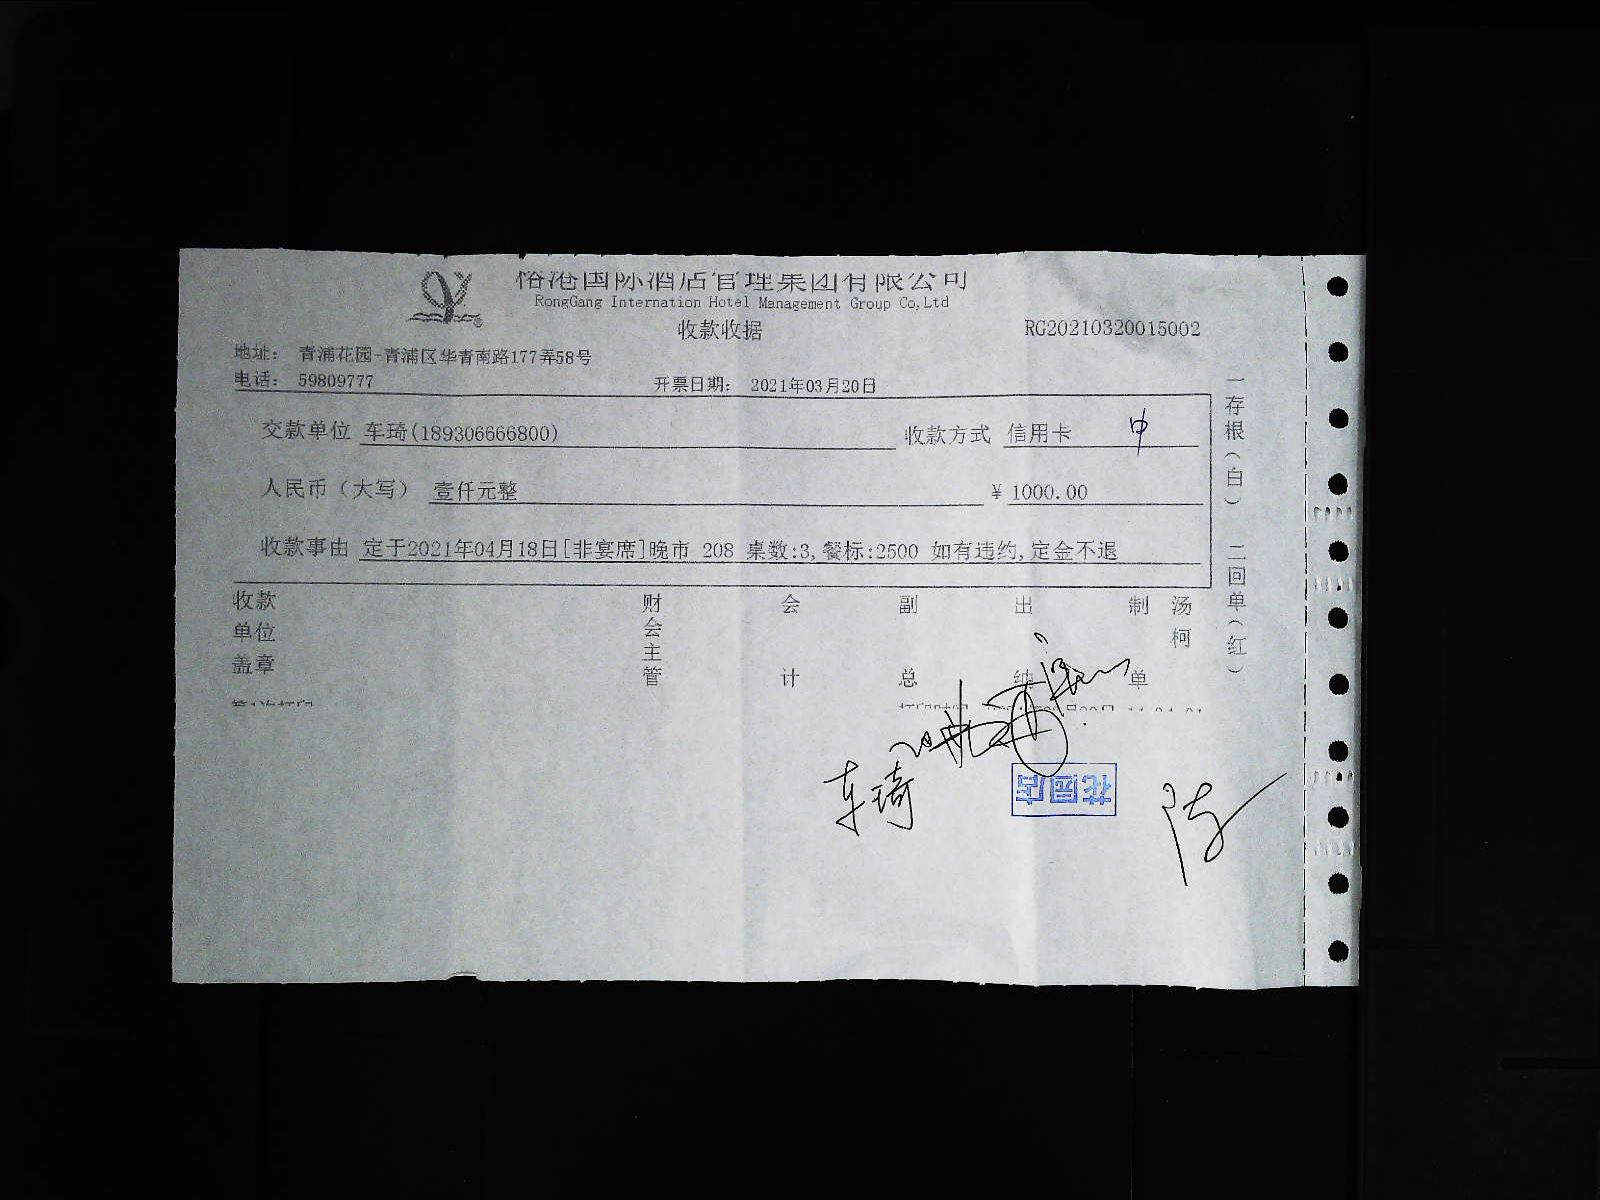 国际酒店管理集团有限公司
RongGang Internation Hotel Management Group Co,Ltd
收款收据
RG20210320015002
地址： 青浦花园-青浦区华青南路177弄58号
电话： 59809777
开票日期： 2021年03月20日
交款单位 车琦(189306666800)
收款方式 信用卡 中
人民币（大写） 壹仟元整
¥ 1000.00
收款事由 定于2021年04月18日[非宴席]晚市 208 桌数:3,餐标:2500 如有违约,定金不退
收款单位盖章
财会主管
会计
副总
出纳
制单
汤柯
一存根（白）
二回单（红）
车琦
花园店